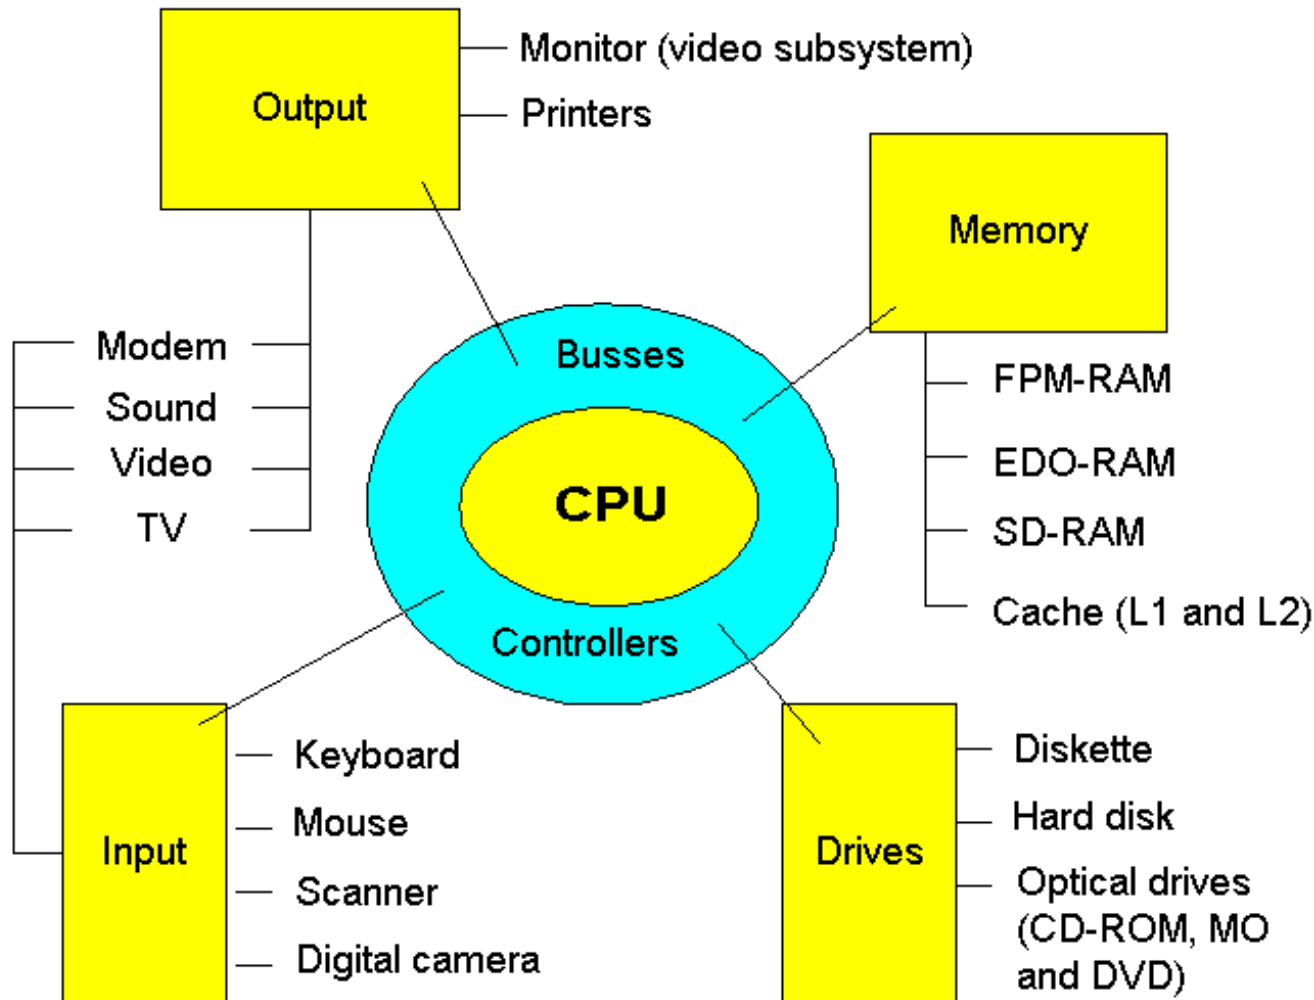 Output
Monitor (video subsystem)
Printers
Memory
FPM-RAM
EDO-RAM
SD-RAM
Cache (L1 and L2)
Modem
Sound
Video
TV
Busses
CPU
Controllers
Input
Keyboard
Mouse
Scanner
Digital camera
Drives
Diskette
Hard disk
Optical drives
(CD-ROM, MO
and DVD)